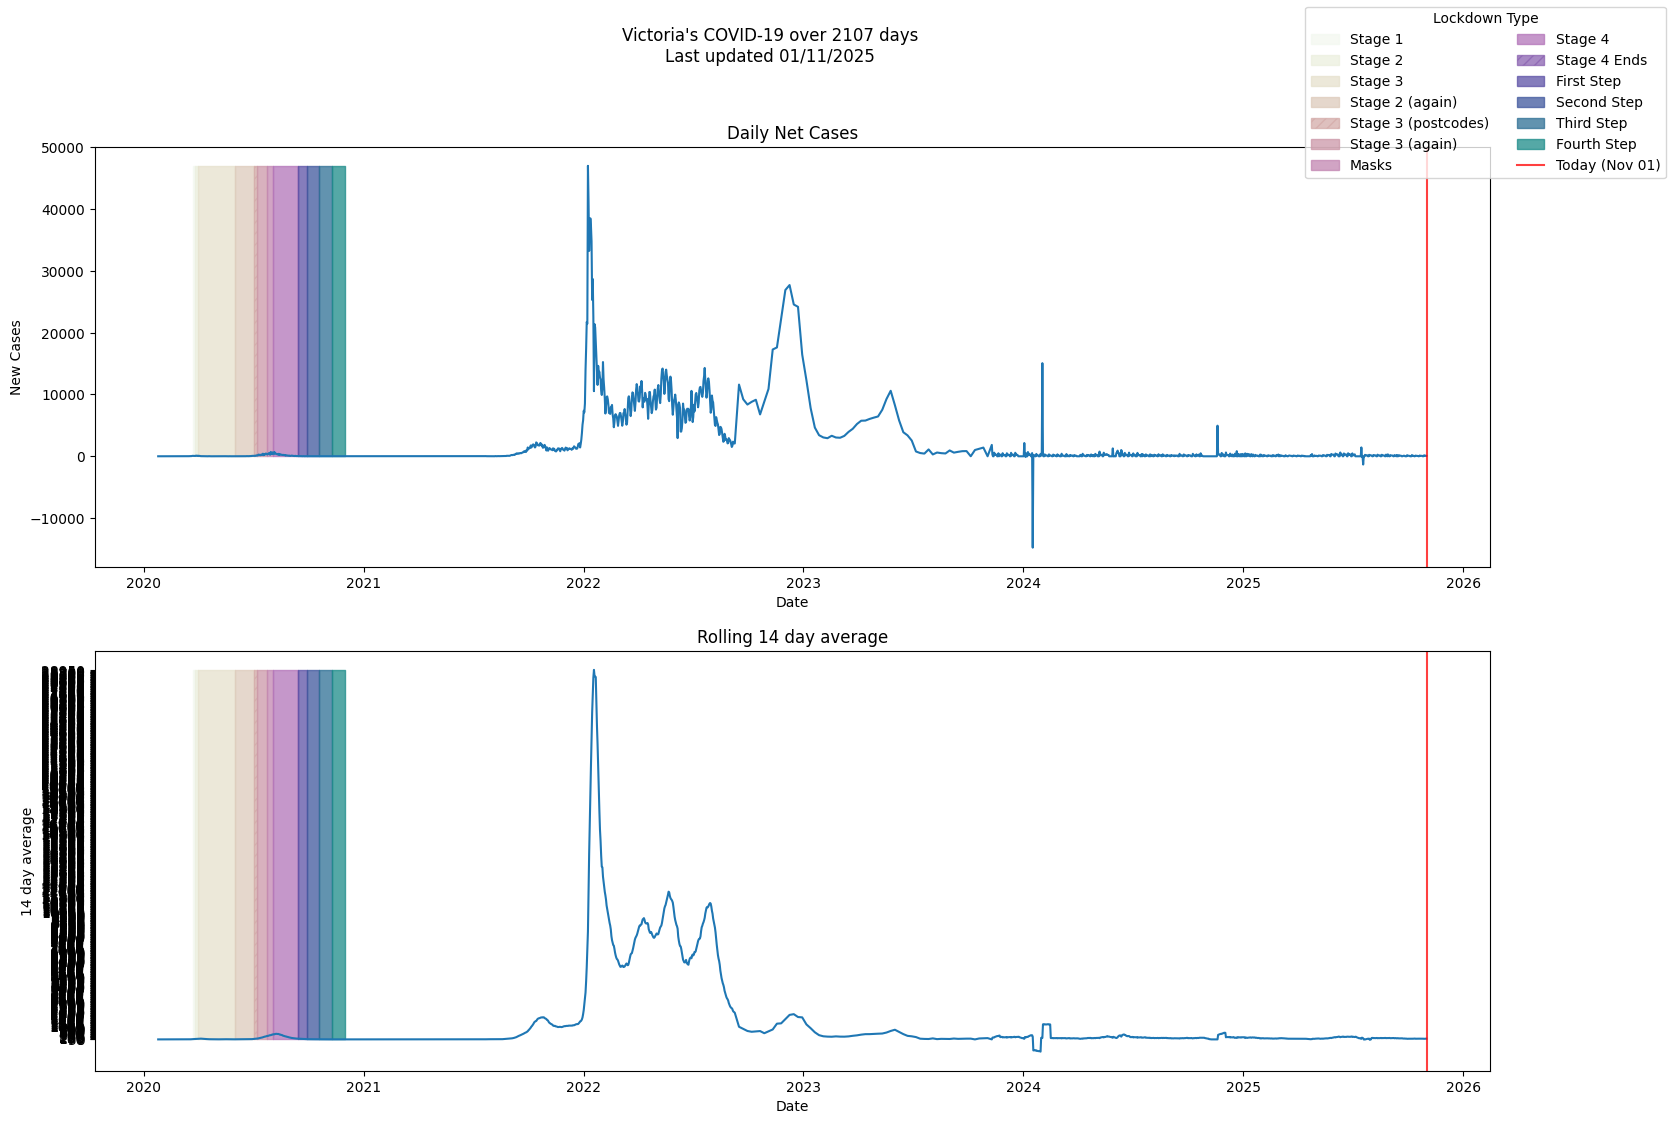 Victoria's COVID-19 over 2107 days
Last updated 01/11/2025
Lockdown Type
Stage 1
Stage 2
Stage 3
Stage 2 (again)
Stage 3 (postcodes)
Stage 3 (again)
Masks
Stage 4
Stage 4 Ends
First Step
Second Step
Third Step
Fourth Step
Today (Nov 01)
Daily Net Cases
New Cases
50000
40000
30000
20000
10000
0
−10000
2020 2021 2022 2023 2024 2025 2026
Date
Rolling 14 day average
14 day average
2020 2021 2022 2023 2024 2025 2026
Date